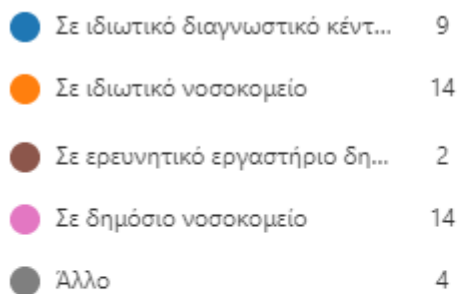 Σε ιδιωτικό διαγνωστικό κέντ... 9
Σε ιδιωτικό νοσοκομείο 14
Σε ερευνητικό εργαστήριο δη... 2
Σε δημόσιο νοσοκομείο 14
Άλλο 4